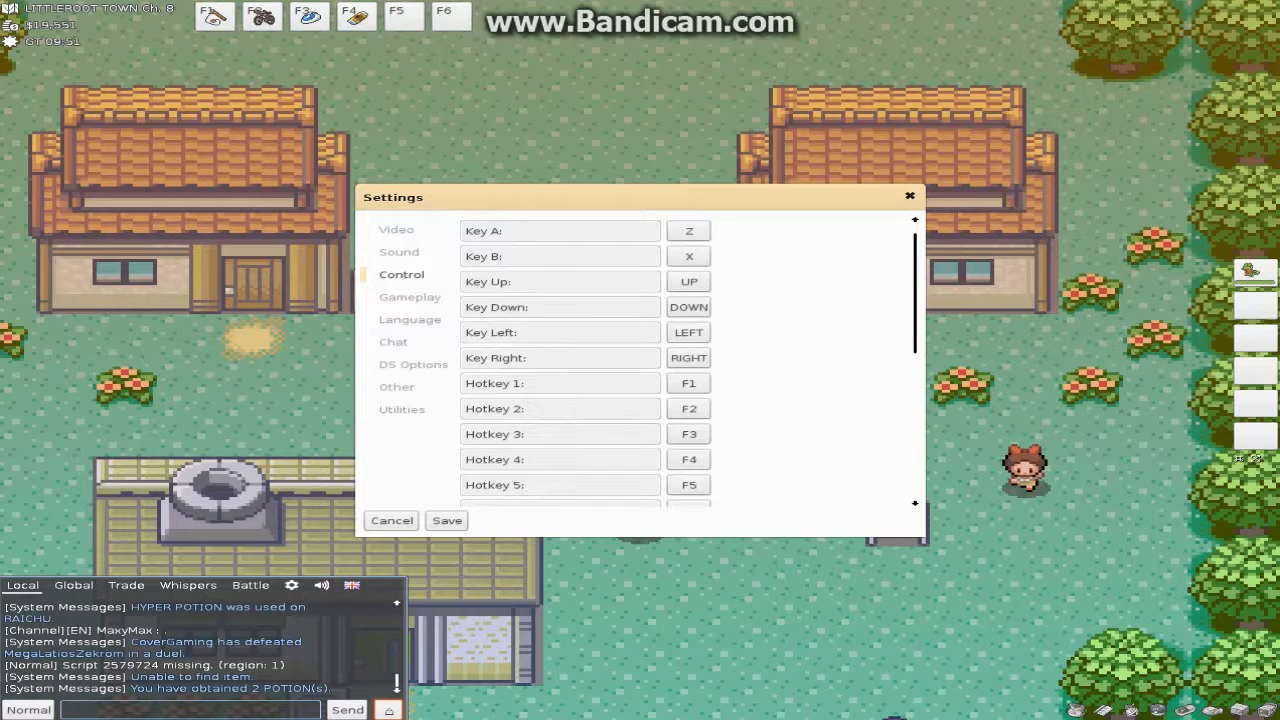 LITTLEROOT TOWN Ch. 8
$19,551
GT 09:51
F1
F2
F3
F4
F5
F6
www.Bandicam.com
Settings
Video
Sound
Control
Gameplay
Language
Chat
DS Options
Other
Utilities
Key A: Z
Key B: X
Key Up: UP
Key Down: DOWN
Key Left: LEFT
Key Right: RIGHT
Hotkey 1: F1
Hotkey 2: F2
Hotkey 3: F3
Hotkey 4: F4
Hotkey 5: F5
Cancel Save
Local Global Trade Whispers Battle
[System Messages] HYPER POTION was used on
RAICHU.
[Channel][EN] MaxyMax : .
[System Messages] CoverGaming has defeated
MegaLatiosZekrom in a duel.
[Normal] Script 2579724 missing. (region: 1)
[System Messages] Unable to find item.
[System Messages] You have obtained 2 POTION(s).
Normal Send